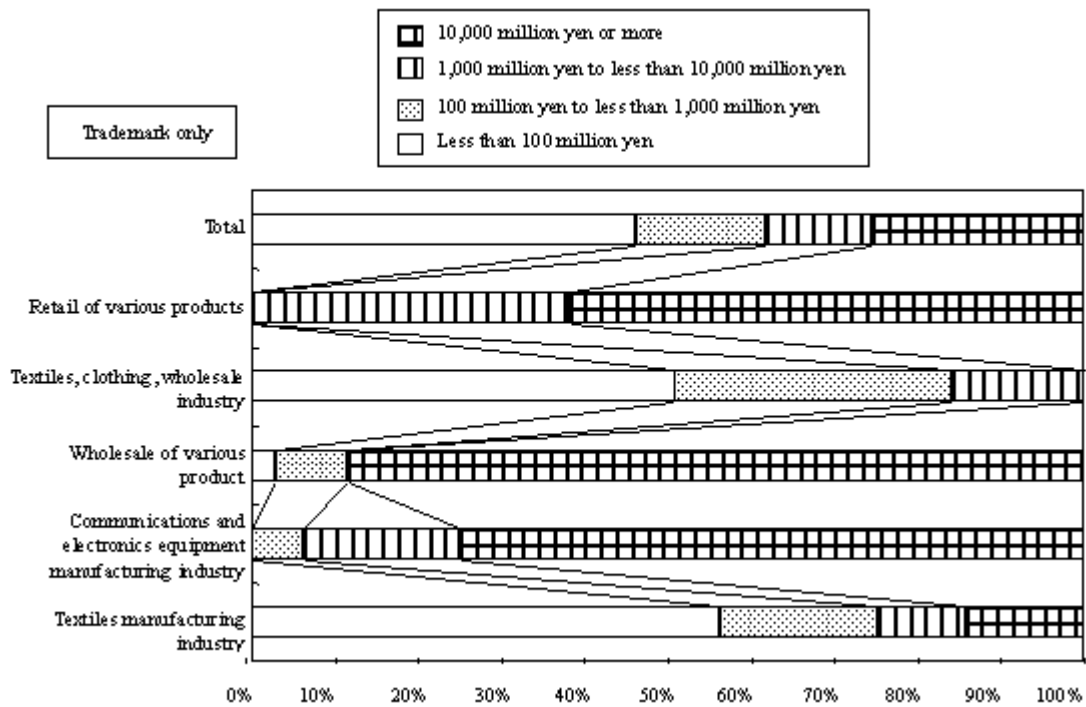 10,000 million yen or more
1,000 million yen to less than 10,000 million yen
100 million yen to less than 1,000 million yen
Less than 100 million yen
Trademark only
Total
Retail of various products
Textiles, clothing, wholesale
industry
Wholesale of various
product
Communications and
electronics equipment
manufacturing industry
Textiles manufacturing
industry
0% 10% 20% 30% 40% 50% 60% 70% 80% 90% 100%